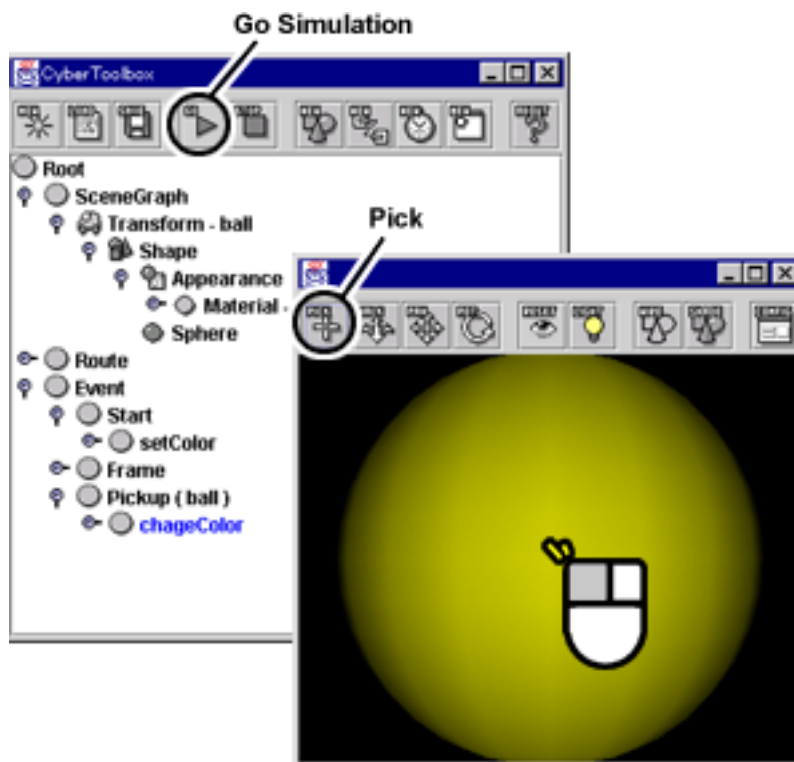 Go Simulation
CyberToolbox
Root
SceneGraph
Transform - ball
Pick
Shape
Appearance
Material -
Sphere
Route
Event
Start
setColor
Frame
Pickup ( ball )
chageColor